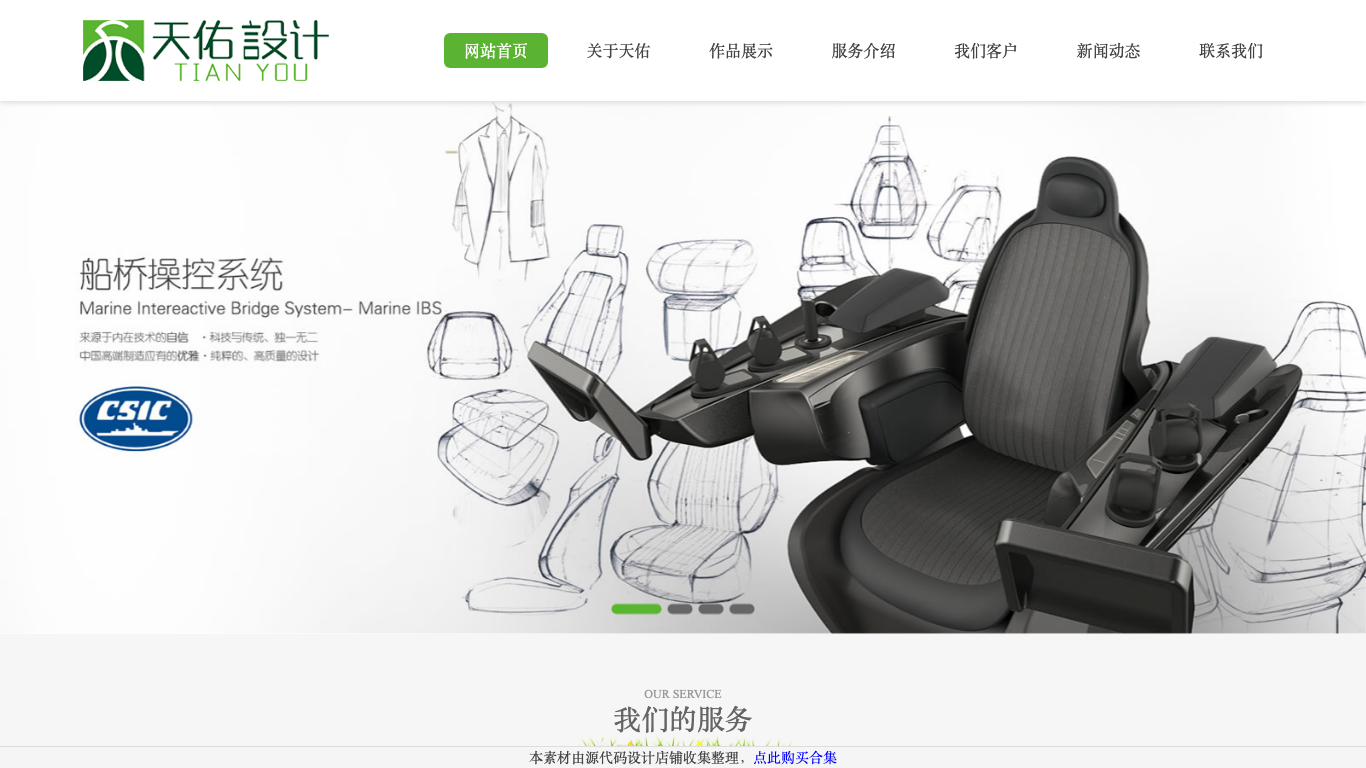 天佑設计
TIAN YOU
网站首页
关于天佑
作品展示
服务介绍
我们客户
新闻动态
联系我们
船桥操控系统
Marine Intereactive Bridge System- Marine IBS
来源于内在技术的自信 ・科技与传统、独一无二
中国高端制造应有的优雅・纯粹的、高质量的设计
CSIC
OUR SERVICE
我们的服务
本素材由源代码设计店铺收集整理，点此购买合集